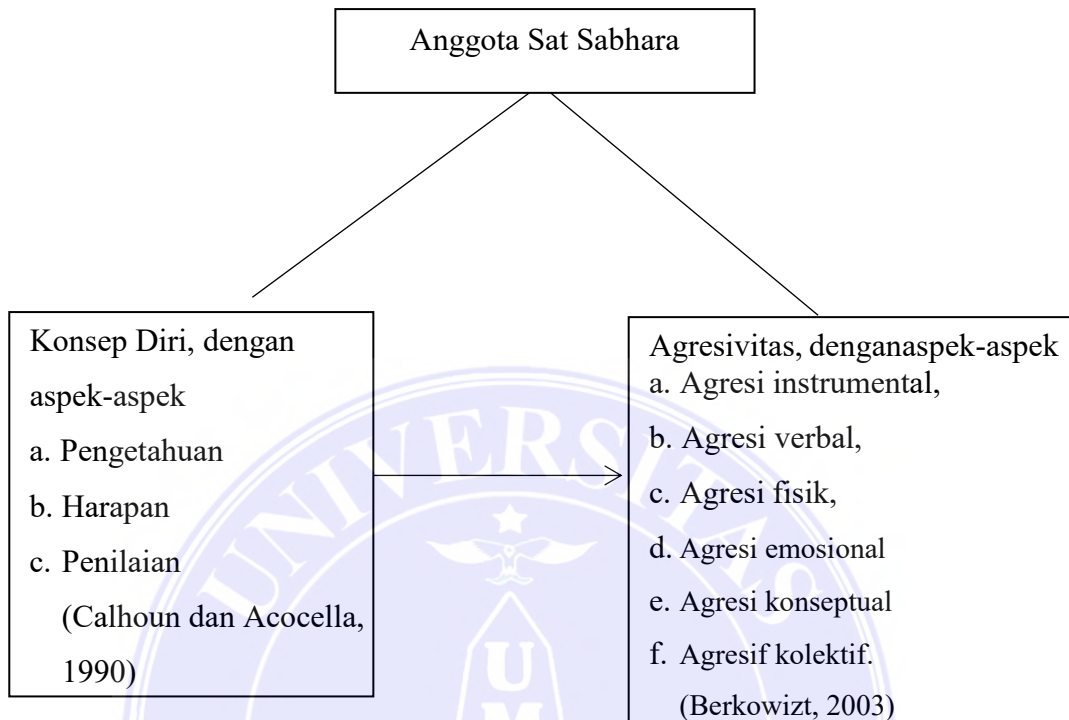 Anggota Sat Sabhara
Konsep Diri, dengan
aspek-aspek
a. Pengetahuan
b. Harapan
c. Penilaian
(Calhoun dan Acocella,
1990)
Agresivitas, denganaspek-aspek
a. Agresi instrumental,
b. Agresi verbal,
c. Agresi fisik,
d. Agresi emosional
e. Agresi konseptual
f. Agresif kolektif.
(Berkowizt, 2003)
UNIVERSITAS
U
M